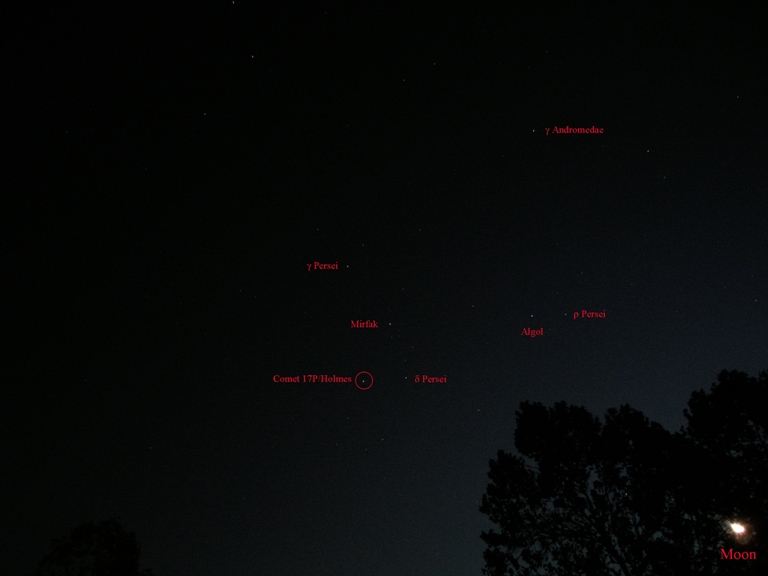 γ Andromedae
γ Persei
ρ Persei
Mirfak
Algol
Comet 17P/Holmes
δ Persei
Moon